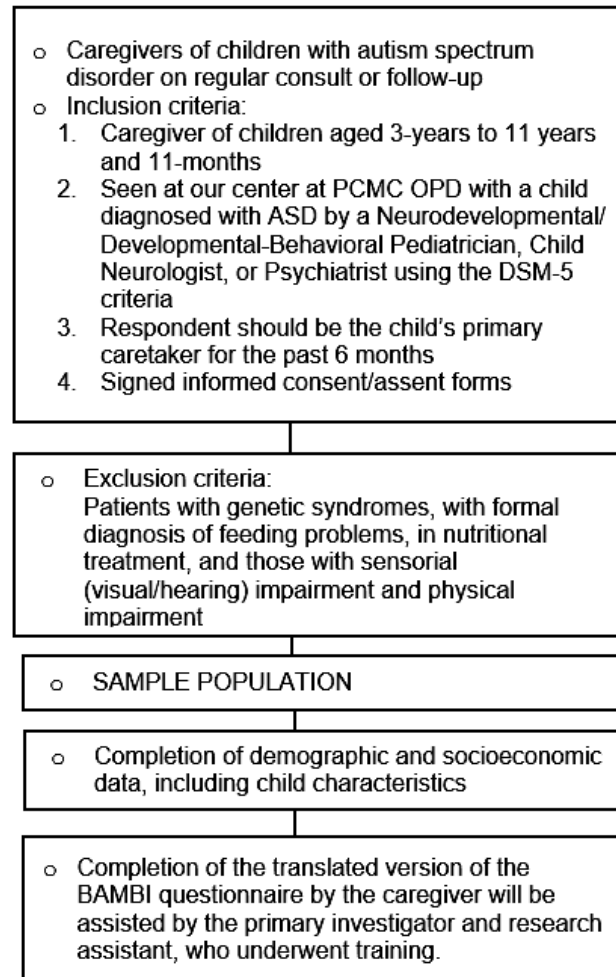 o Caregivers of children with autism spectrum
disorder on regular consult or follow-up
o Inclusion criteria:
1. Caregiver of children aged 3-years to 11 years
and 11-months
2. Seen at our center at PCMC OPD with a child
diagnosed with ASD by a Neurodevelopmental/
Developmental-Behavioral Pediatrician, Child
Neurologist, or Psychiatrist using the DSM-5
criteria
3. Respondent should be the child's primary
caretaker for the past 6 months
4. Signed informed consent/assent forms
o Exclusion criteria:
Patients with genetic syndromes, with formal
diagnosis of feeding problems, in nutritional
treatment, and those with sensorial
(visual/hearing) impairment and physical
impairment
o SAMPLE POPULATION
o Completion of demographic and socioeconomic
data, including child characteristics
o Completion of the translated version of the
BAMBI questionnaire by the caregiver will be
assisted by the primary investigator and research
assistant, who underwent training.